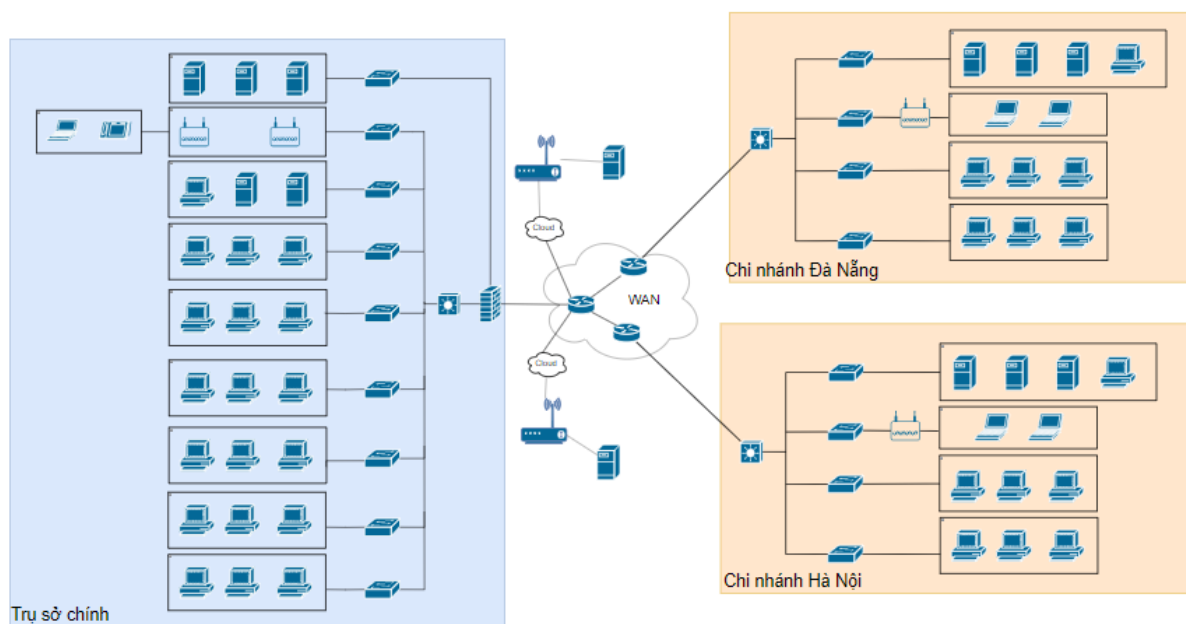 Cloud
WAN
Chi nhánh Đà Nẵng
Cloud
Chi nhánh Hà Nội
Trụ sở chính